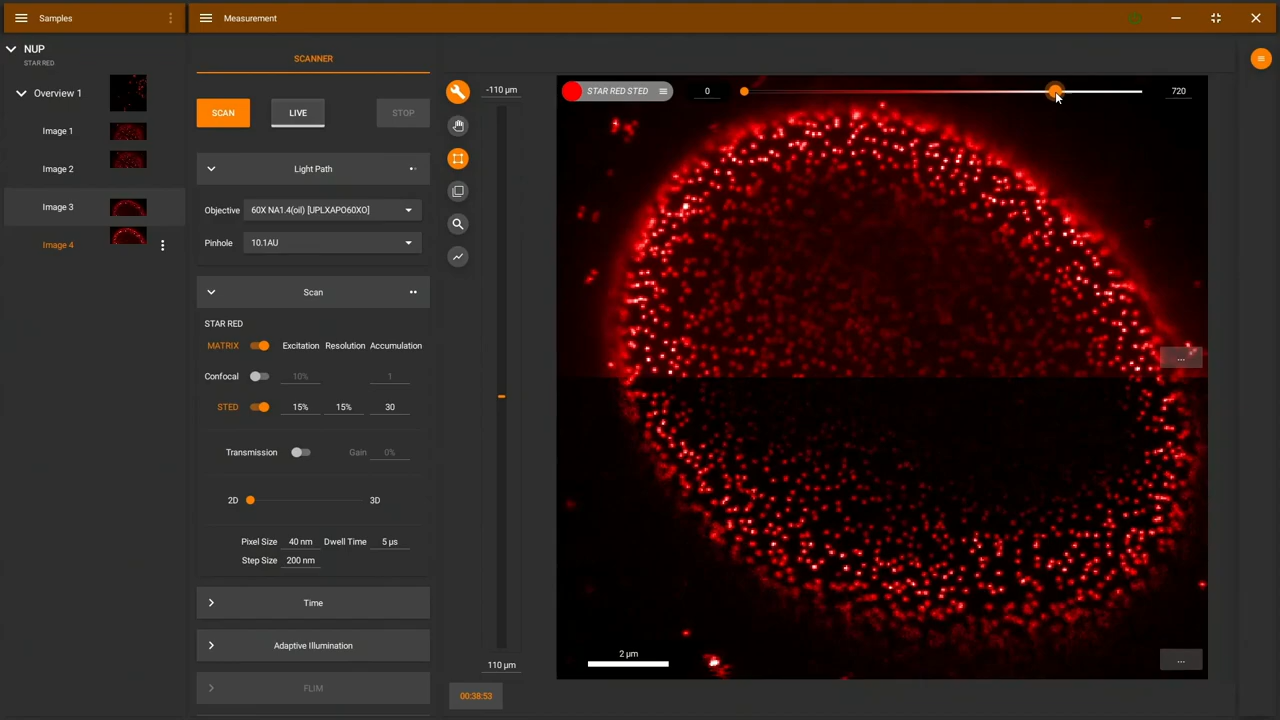 Samples
Measurement
NUP
STAR RED
Overview 1
Image 1
Image 2
Image 3
Image 4
SCANNER
SCAN
LIVE
STOP
Light Path
Objective 60X NA1.4(oil) [UPLXAPO60XO]
Pinhole 10.1AU
Scan
STAR RED
MATRIX Excitation Resolution Accumulation
Confocal 10% 1
STED 15% 15% 30
Transmission Gain 0%
2D 3D
Pixel Size 40 nm Dwell Time 5 µs
Step Size 200 nm
Time
Adaptive Illumination
FLIM
-110 µm
110 µm
00:38:53
STAR RED STED 0 720
...
2 µm
...